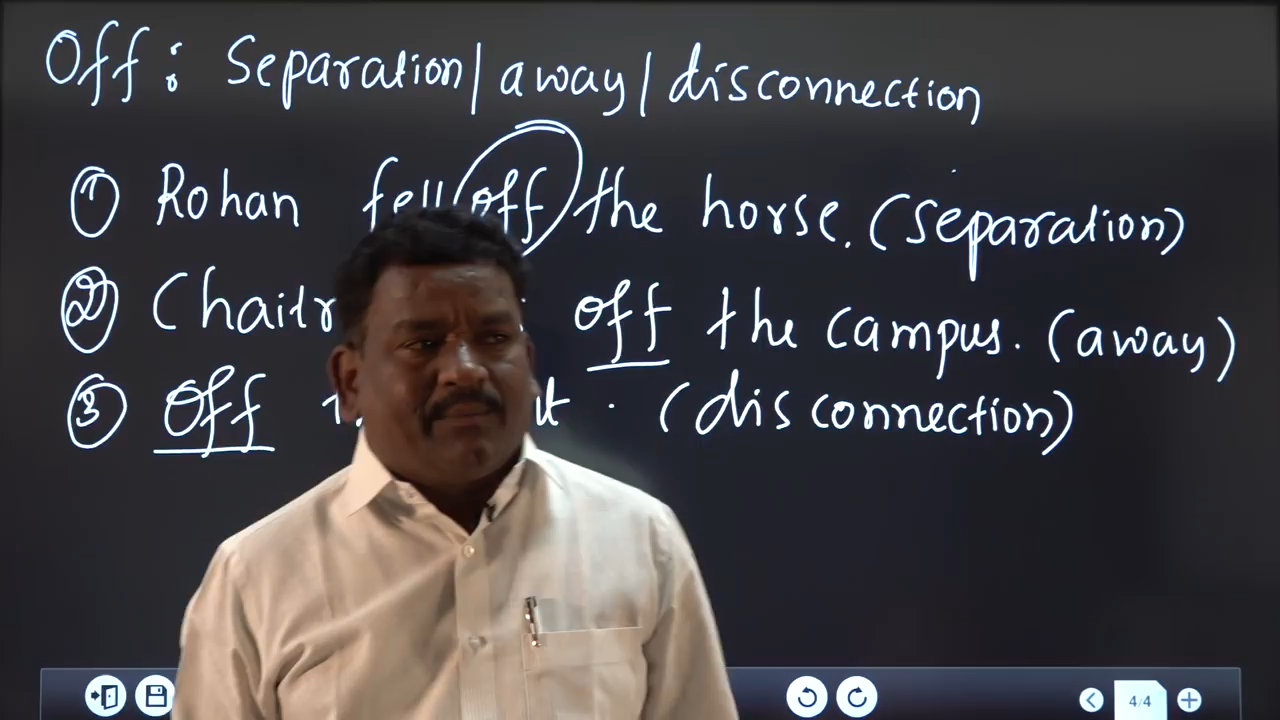 Off: Separation/away/disconnection
① Rohan fell off the horse. (Separation)
② off the campus. (away)
③ Off . (disconnection)
4/4